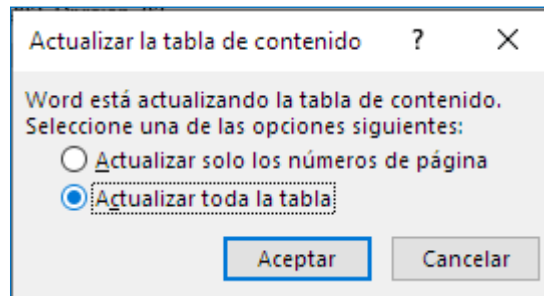 Actualizar la tabla de contenido ? X
Word está actualizando la tabla de contenido.
Seleccione una de las opciones siguientes:
Actualizar solo los números de página
Actualizar toda la tabla
Aceptar Cancelar